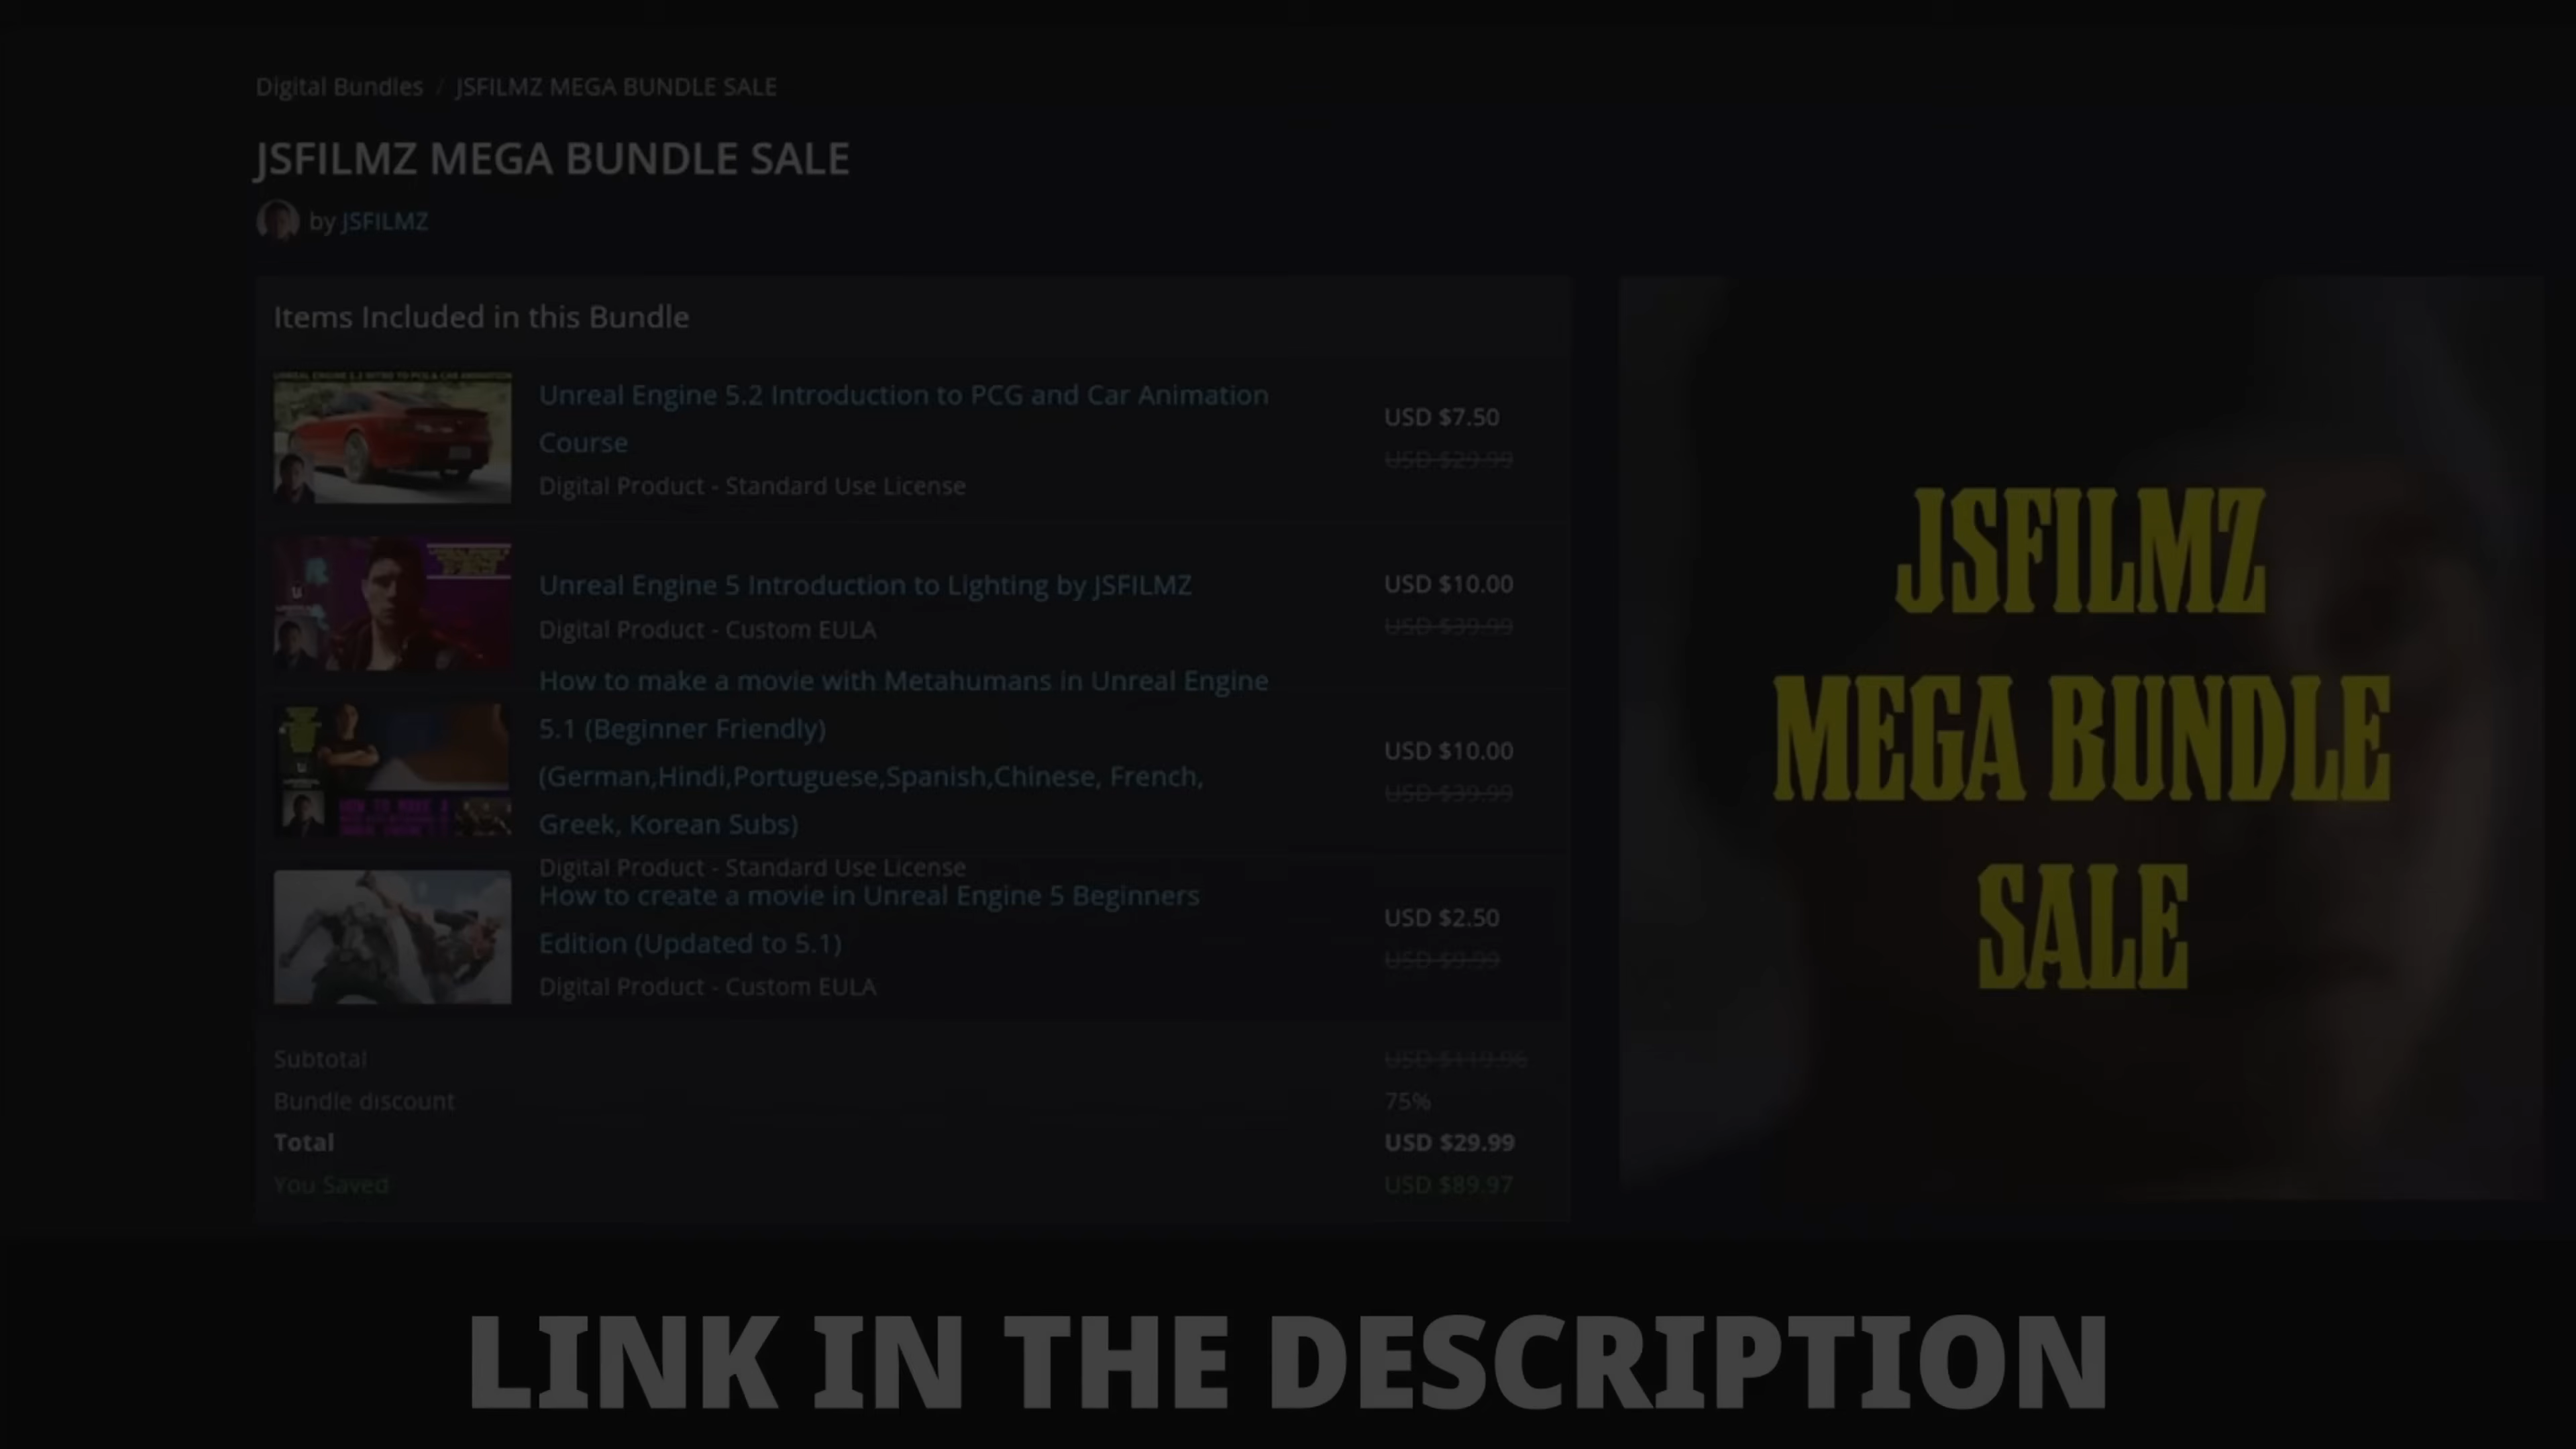 Digital Bundles / JSFILMZ MEGA BUNDLE SALE
JSFILMZ MEGA BUNDLE SALE
by JSFILMZ
Items Included in this Bundle
Unreal Engine 5.2 Introduction to PCG and Car Animation
Course
Digital Product - Standard Use License
USD $7.50
USD $29.99
Unreal Engine 5 Introduction to Lighting by JSFILMZ
Digital Product - Custom EULA
USD $10.00
USD $39.99
How to make a movie with Metahumans in Unreal Engine
5.1 (Beginner Friendly)
(German,Hindi,Portuguese,Spanish,Chinese, French,
Greek, Korean Subs)
Digital Product - Standard Use License
USD $10.00
USD $39.99
How to create a movie in Unreal Engine 5 Beginners
Edition (Updated to 5.1)
Digital Product - Custom EULA
USD $2.50
USD $9.99
Subtotal USD $119.96
Bundle discount 75%
Total USD $29.99
You Saved USD $89.97
JSFILMZ
MEGA BUNDLE
SALE
LINK IN THE DESCRIPTION